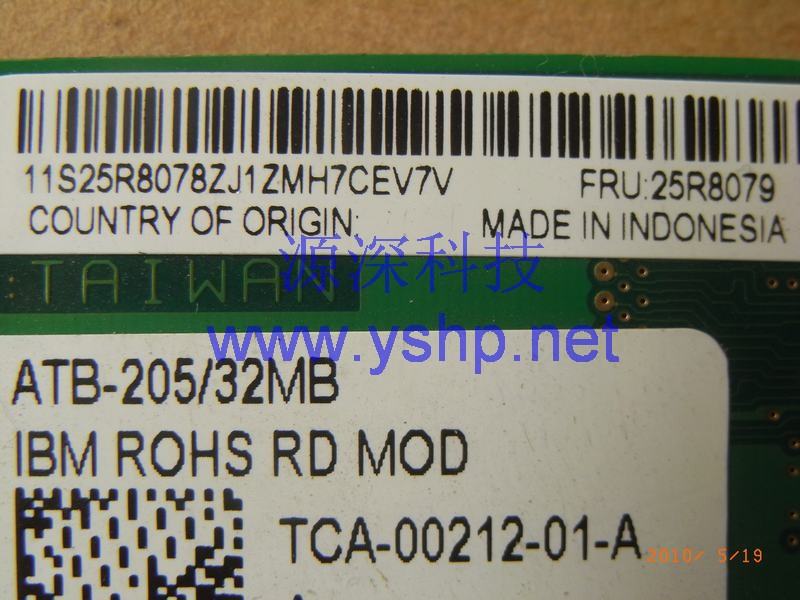 11S25R8078ZJ1ZMH7CEV7V FRU:25R8079
COUNTRY OF ORIGIN: MADE IN INDONESIA
源深科技
TAIWAN
www.yshp.net
ATB-205/32MB
IBM ROHS RD MOD
TCA-00212-01-A
2010/ 5/19